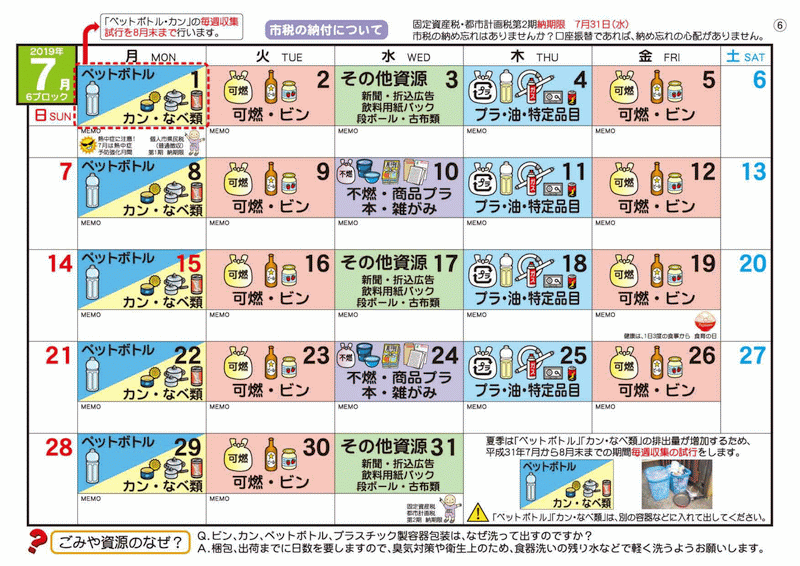 「ペットボトル・カン」の毎週収集
試行を8月末まで行います。
市税の納付について
固定資産税・都市計画税第2期納期限 7月31日(水)
市税の納め忘れはありませんか？口座振替であれば、納め忘れの心配がありません。
⑥
2019年
7月
6ブロック
日 SUN
月 MON
火 TUE
水 WED
木 THU
金 FRI
土 SAT
ペットボトル 1
カン・なべ類
可燃 2
可燃・ビン
その他資源 3
新聞・折込広告
飲料用紙パック
段ボール・古布類
プラ 4
プラ・油・特定品目
可燃 5
可燃・ビン
6
MEMO
熱中症に注意!
7月は熱中症
予防強化月間
個人市県民税
(普通徴収)
第1期 納期限
MEMO
MEMO
MEMO
MEMO
7
ペットボトル 8
カン・なべ類
可燃 9
可燃・ビン
不燃 10
不燃・商品プラ
本・雑がみ
プラ 11
プラ・油・特定品目
可燃 12
可燃・ビン
13
MEMO
MEMO
MEMO
MEMO
MEMO
14
ペットボトル 15
カン・なべ類
可燃 16
可燃・ビン
その他資源 17
新聞・折込広告
飲料用紙パック
段ボール・古布類
プラ 18
プラ・油・特定品目
可燃 19
可燃・ビン
20
MEMO
MEMO
MEMO
MEMO
MEMO
健康は、1日3度の食事から 食育の日
21
ペットボトル 22
カン・なべ類
可燃 23
可燃・ビン
不燃 24
不燃・商品プラ
本・雑がみ
プラ 25
プラ・油・特定品目
可燃 26
可燃・ビン
27
MEMO
MEMO
MEMO
MEMO
MEMO
28
ペットボトル 29
カン・なべ類
可燃 30
可燃・ビン
その他資源 31
新聞・折込広告
飲料用紙パック
段ボール・古布類
MEMO
MEMO
MEMO
固定資産税、
都市計画税
第2期 納期限
夏季は「ペットボトル」「カン・なべ類」の排出量が増加するため、
平成31年7月から8月末までの期間毎週収集の試行をします。
ペットボトル
カン・なべ類
「ペットボトル」「カン・なべ類」は、別の容器などに入れて出してください。
ごみや資源のなぜ？
Q.ビン、カン、ペットボトル、プラスチック製容器包装は、なぜ洗って出すのですか？
A.梱包、出荷までに日数を要しますので、臭気対策や衛生上のため、食器洗いの残り水などで軽く洗うようお願いします。